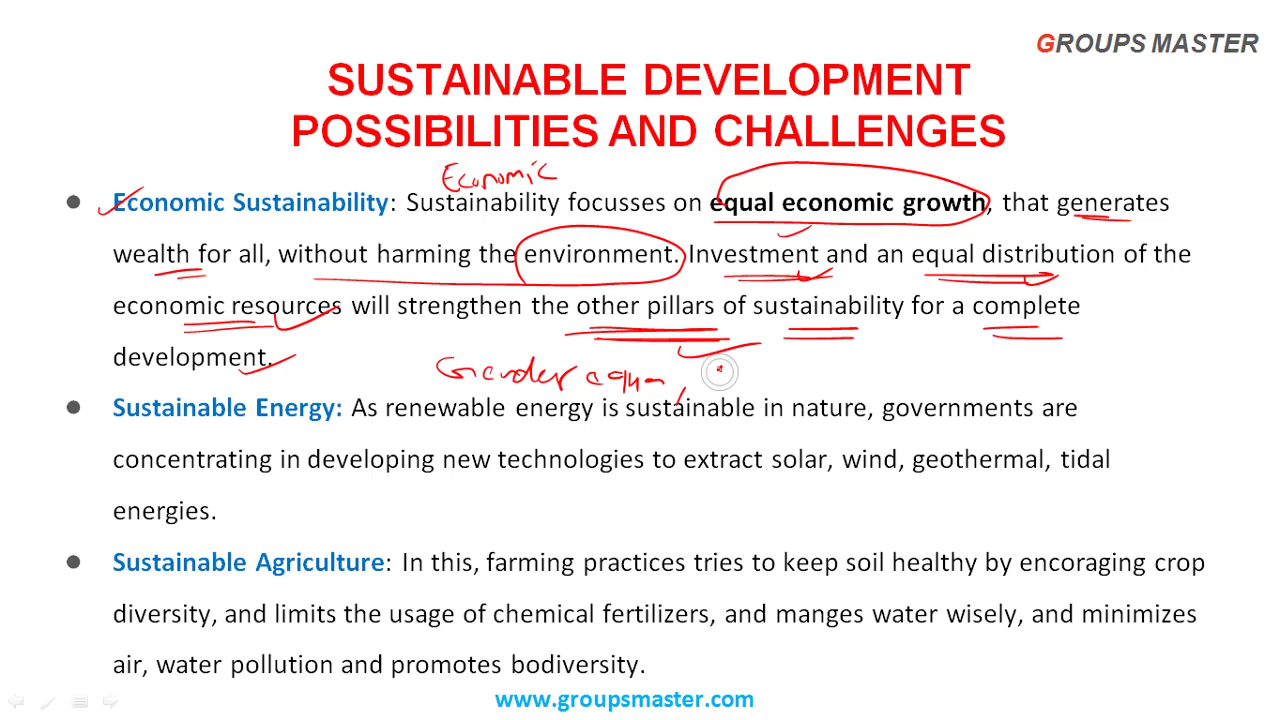 GROUPS MASTER
SUSTAINABLE DEVELOPMENT
POSSIBILITIES AND CHALLENGES
Economic
Economic Sustainability: Sustainability focusses on equal economic growth, that generates
wealth for all, without harming the environment. Investment and an equal distribution of the
economic resources will strengthen the other pillars of sustainability for a complete
development.
Gender
Sustainable Energy: As renewable energy is sustainable in nature, governments are
concentrating in developing new technologies to extract solar, wind, geothermal, tidal
energies.
Sustainable Agriculture: In this, farming practices tries to keep soil healthy by encoraging crop
diversity, and limits the usage of chemical fertilizers, and manges water wisely, and minimizes
air, water pollution and promotes bodiversity.
www.groupsmaster.com